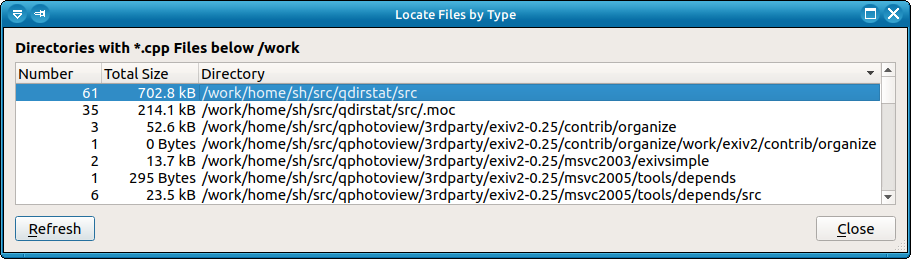 Locate Files by Type
Directories with *.cpp Files below /work
Number Total Size Directory
61 702.8 kB /work/home/sh/src/qdirstat/src
35 214.1 kB /work/home/sh/src/qdirstat/src/.moc
3 52.6 kB /work/home/sh/src/qphotoview/3rdparty/exiv2-0.25/contrib/organize
1 0 Bytes /work/home/sh/src/qphotoview/3rdparty/exiv2-0.25/contrib/organize/work/exiv2/contrib/organize
2 13.7 kB /work/home/sh/src/qphotoview/3rdparty/exiv2-0.25/msvc2003/exivsimple
1 295 Bytes /work/home/sh/src/qphotoview/3rdparty/exiv2-0.25/msvc2005/tools/depends
6 23.5 kB /work/home/sh/src/qphotoview/3rdparty/exiv2-0.25/msvc2005/tools/depends/src
Refresh Close